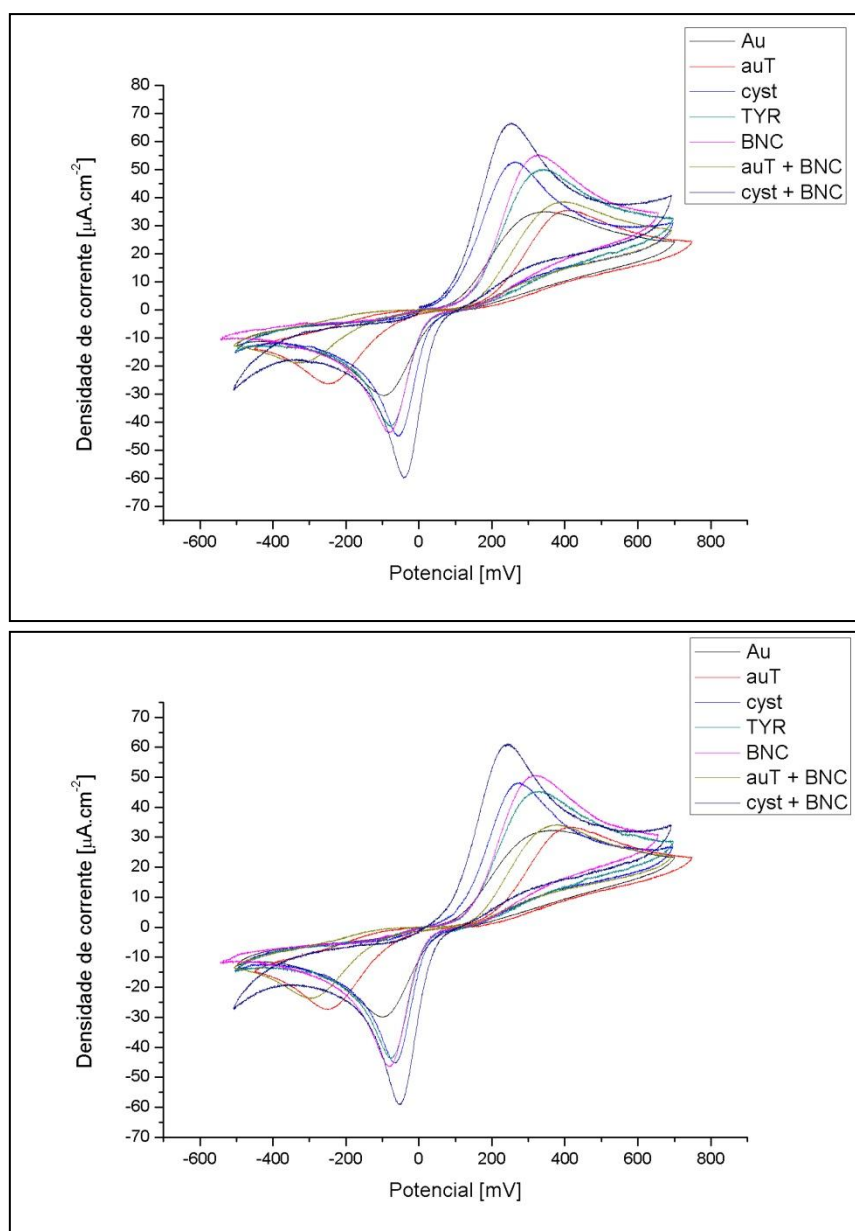 Au
auT
cyst
TYR
BNC
auT + BNC
cyst + BNC
80
70
60
50
40
30
20
10
0
-10
-20
-30
-40
-50
-60
-70
Densidade de corrente [µA.cm⁻²]
-600 -400 -200 0 200 400 600 800
Potencial [mV]
Au
auT
cyst
TYR
BNC
auT + BNC
cyst + BNC
70
60
50
40
30
20
10
0
-10
-20
-30
-40
-50
-60
-70
Densidade de corrente [µA.cm⁻²]
-600 -400 -200 0 200 400 600 800
Potencial [mV]